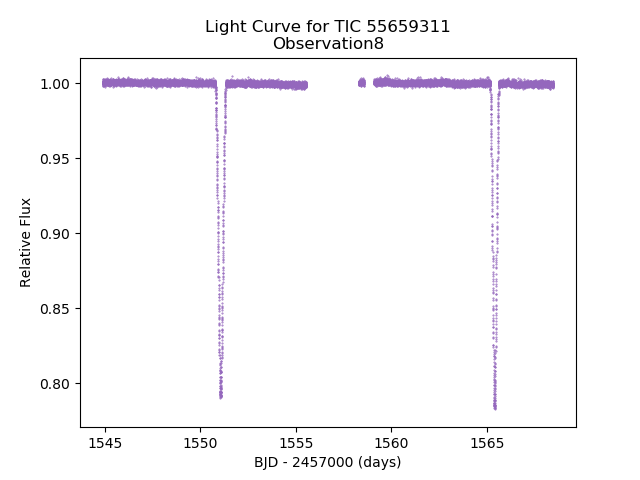 Light Curve for TIC 55659311
Observation8
1.00
0.95
0.90
0.85
0.80
Relative Flux
1545
1550
1555
1560
1565
BJD - 2457000 (days)